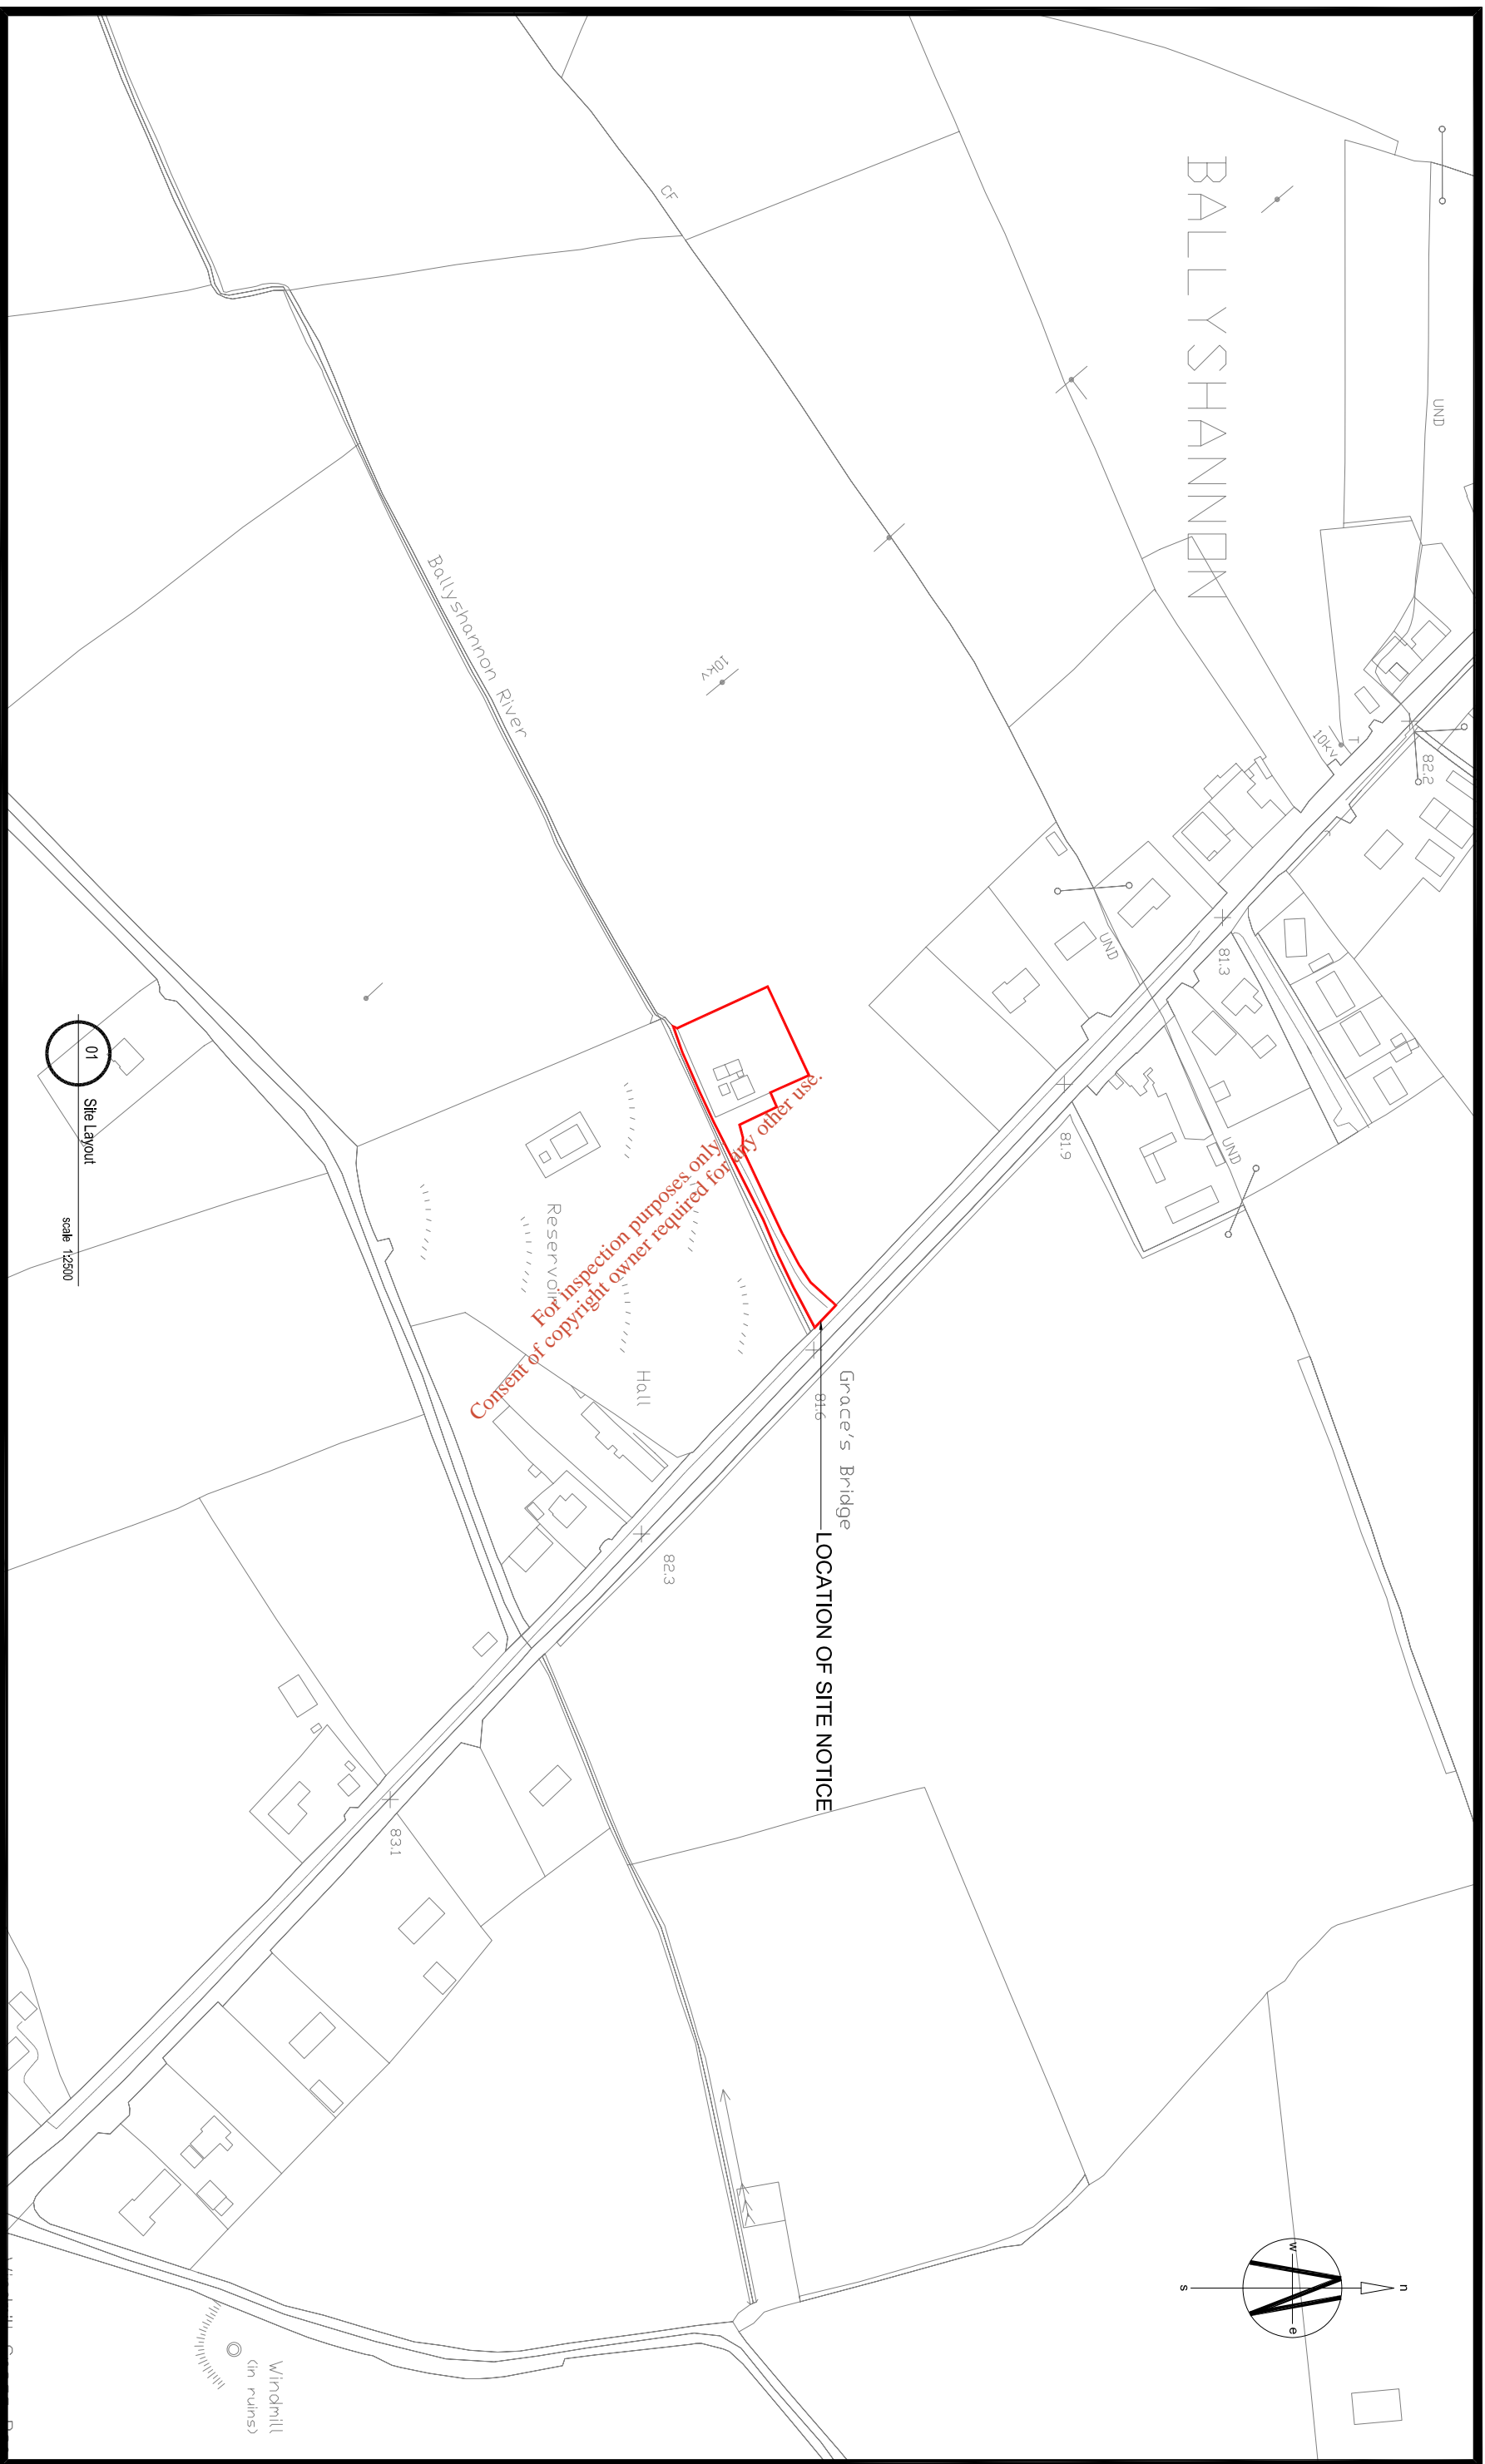 BALLYSHANNON
UND
CF
10kv
82.2
T
10kv
Ballyshannon River
81.3
UND
81.9
UND
Reservoir
Hall
81.6
Grace's Bridge
LOCATION OF SITE NOTICE
82.3
83.1
01
Site Layout
scale 1:2500
For inspection purposes only.
Consent of copyright owner required for any other use.
n
w
e
s
Windmill
(in ruins)